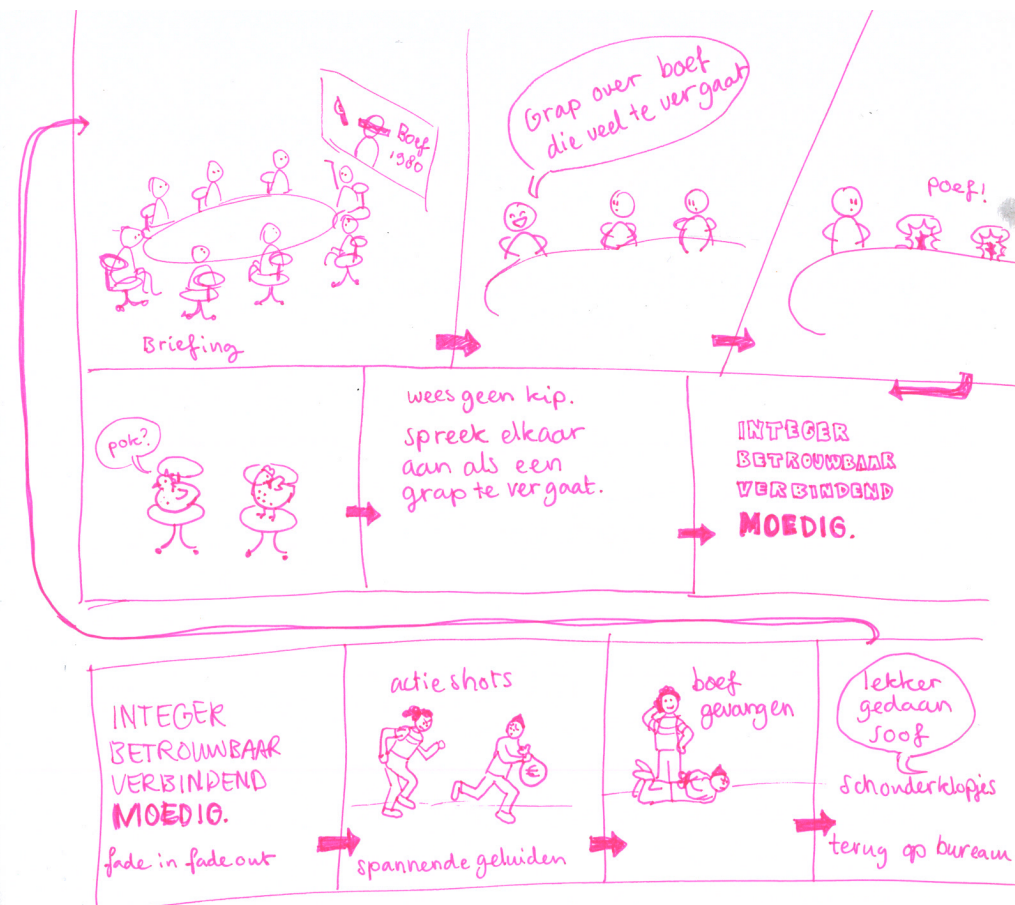 Boef
1980
Briefing
Grap over boef
die veel te ver gaat
poef!
pok?
wees geen kip.
spreek elkaar
aan als een
grap te ver gaat.
INTEGER
BETROUWBAAR
VERBINDEND
MOEDIG.
INTEGER
BETROUWBAAR
VERBINDEND
MOEDIG.
fade in fade out
actie shots
€
spannende geluiden
boef
gevangen
lekker
gedaan
soof
schouderklopjes
terug op bureau